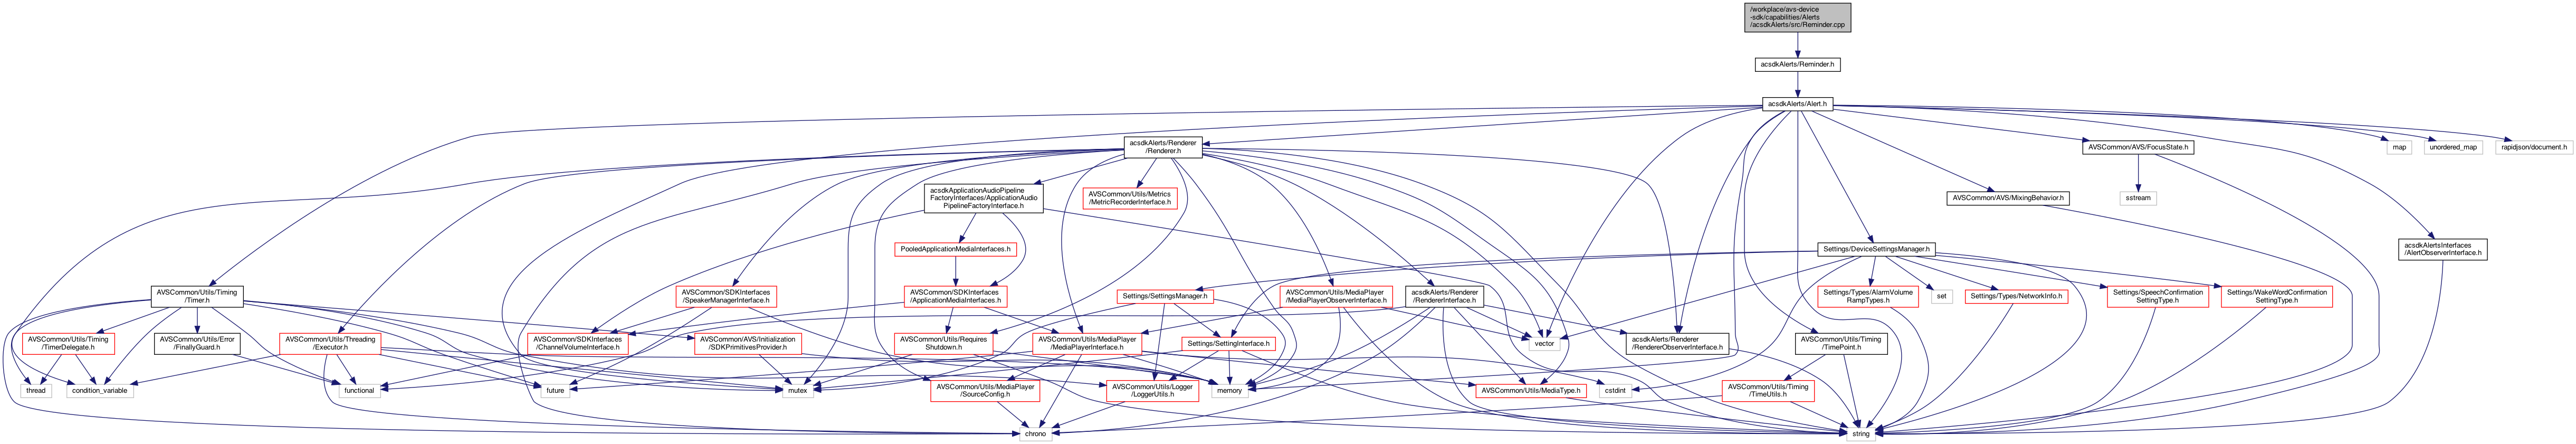 /workplace/avs-device
-sdk/capabilities/Alerts
/acsdkAlerts/src/Reminder.cpp
acsdkAlerts/Reminder.h
acsdkAlerts/Alert.h
acsdkAlerts/Renderer
/Renderer.h
AVSCommon/AVS/FocusState.h
map
unordered_map
rapidjson/document.h
acsdkApplicationAudioPipeline
FactoryInterfaces/ApplicationAudio
PipelineFactoryInterface.h
AVSCommon/Utils/Metrics
/MetricRecorderInterface.h
AVSCommon/AVS/MixingBehavior.h
sstream
PooledApplicationMediaInterfaces.h
Settings/DeviceSettingsManager.h
acsdkAlertsInterfaces
/AlertObserverInterface.h
AVSCommon/Utils/Timing
/Timer.h
AVSCommon/SDKInterfaces
/SpeakerManagerInterface.h
AVSCommon/SDKInterfaces
/ApplicationMediaInterfaces.h
Settings/SettingsManager.h
AVSCommon/Utils/MediaPlayer
/MediaPlayerObserverInterface.h
acsdkAlerts/Renderer
/RendererInterface.h
Settings/Types/AlarmVolume
RampTypes.h
set
Settings/Types/NetworkInfo.h
Settings/SpeechConfirmation
SettingType.h
Settings/WakeWordConfirmation
SettingType.h
AVSCommon/Utils/Timing
/TimerDelegate.h
AVSCommon/Utils/Error
/FinallyGuard.h
AVSCommon/Utils/Threading
/Executor.h
AVSCommon/SDKInterfaces
/ChannelVolumeInterface.h
AVSCommon/AVS/Initialization
/SDKPrimitivesProvider.h
AVSCommon/Utils/Requires
Shutdown.h
AVSCommon/Utils/MediaPlayer
/MediaPlayerInterface.h
Settings/SettingInterface.h
vector
acsdkAlerts/Renderer
/RendererObserverInterface.h
AVSCommon/Utils/Timing
/TimePoint.h
thread
condition_variable
functional
future
mutex
AVSCommon/Utils/MediaPlayer
/SourceConfig.h
AVSCommon/Utils/Logger
/LoggerUtils.h
memory
AVSCommon/Utils/MediaType.h
cstdint
AVSCommon/Utils/Timing
/TimeUtils.h
chrono
string